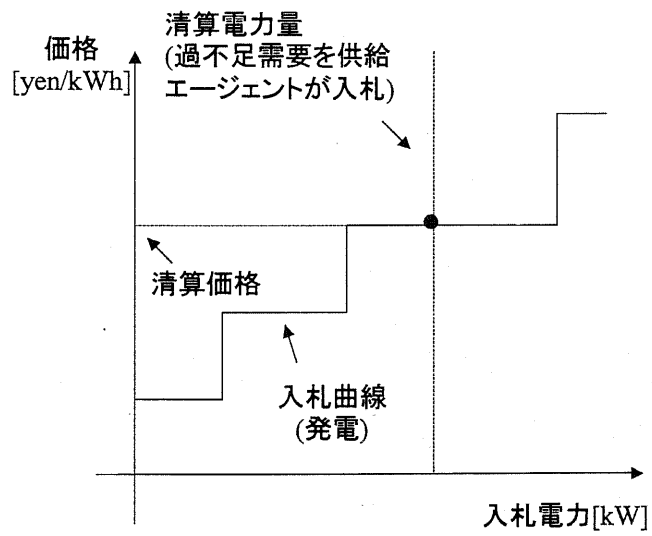 清算電力量
(過不足需要を供給
エージェントが入札)
価格
[yen/kWh]
清算価格
入札曲線
(発電)
入札電力[kW]